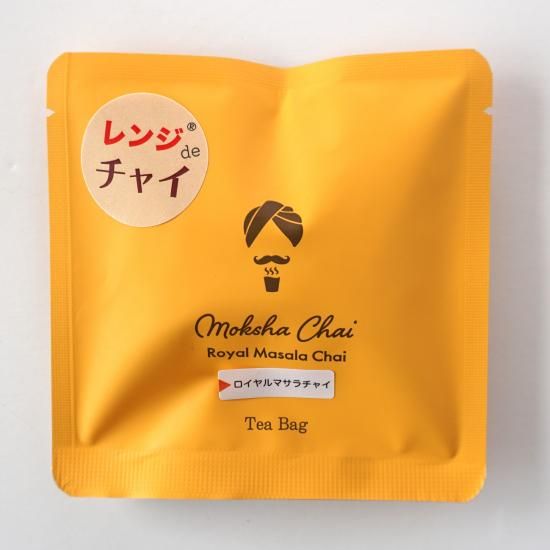 レンジ®
de
チャイ
Moksha Chai
Royal Masala Chai
ロイヤルマサラチャイ
Tea Bag